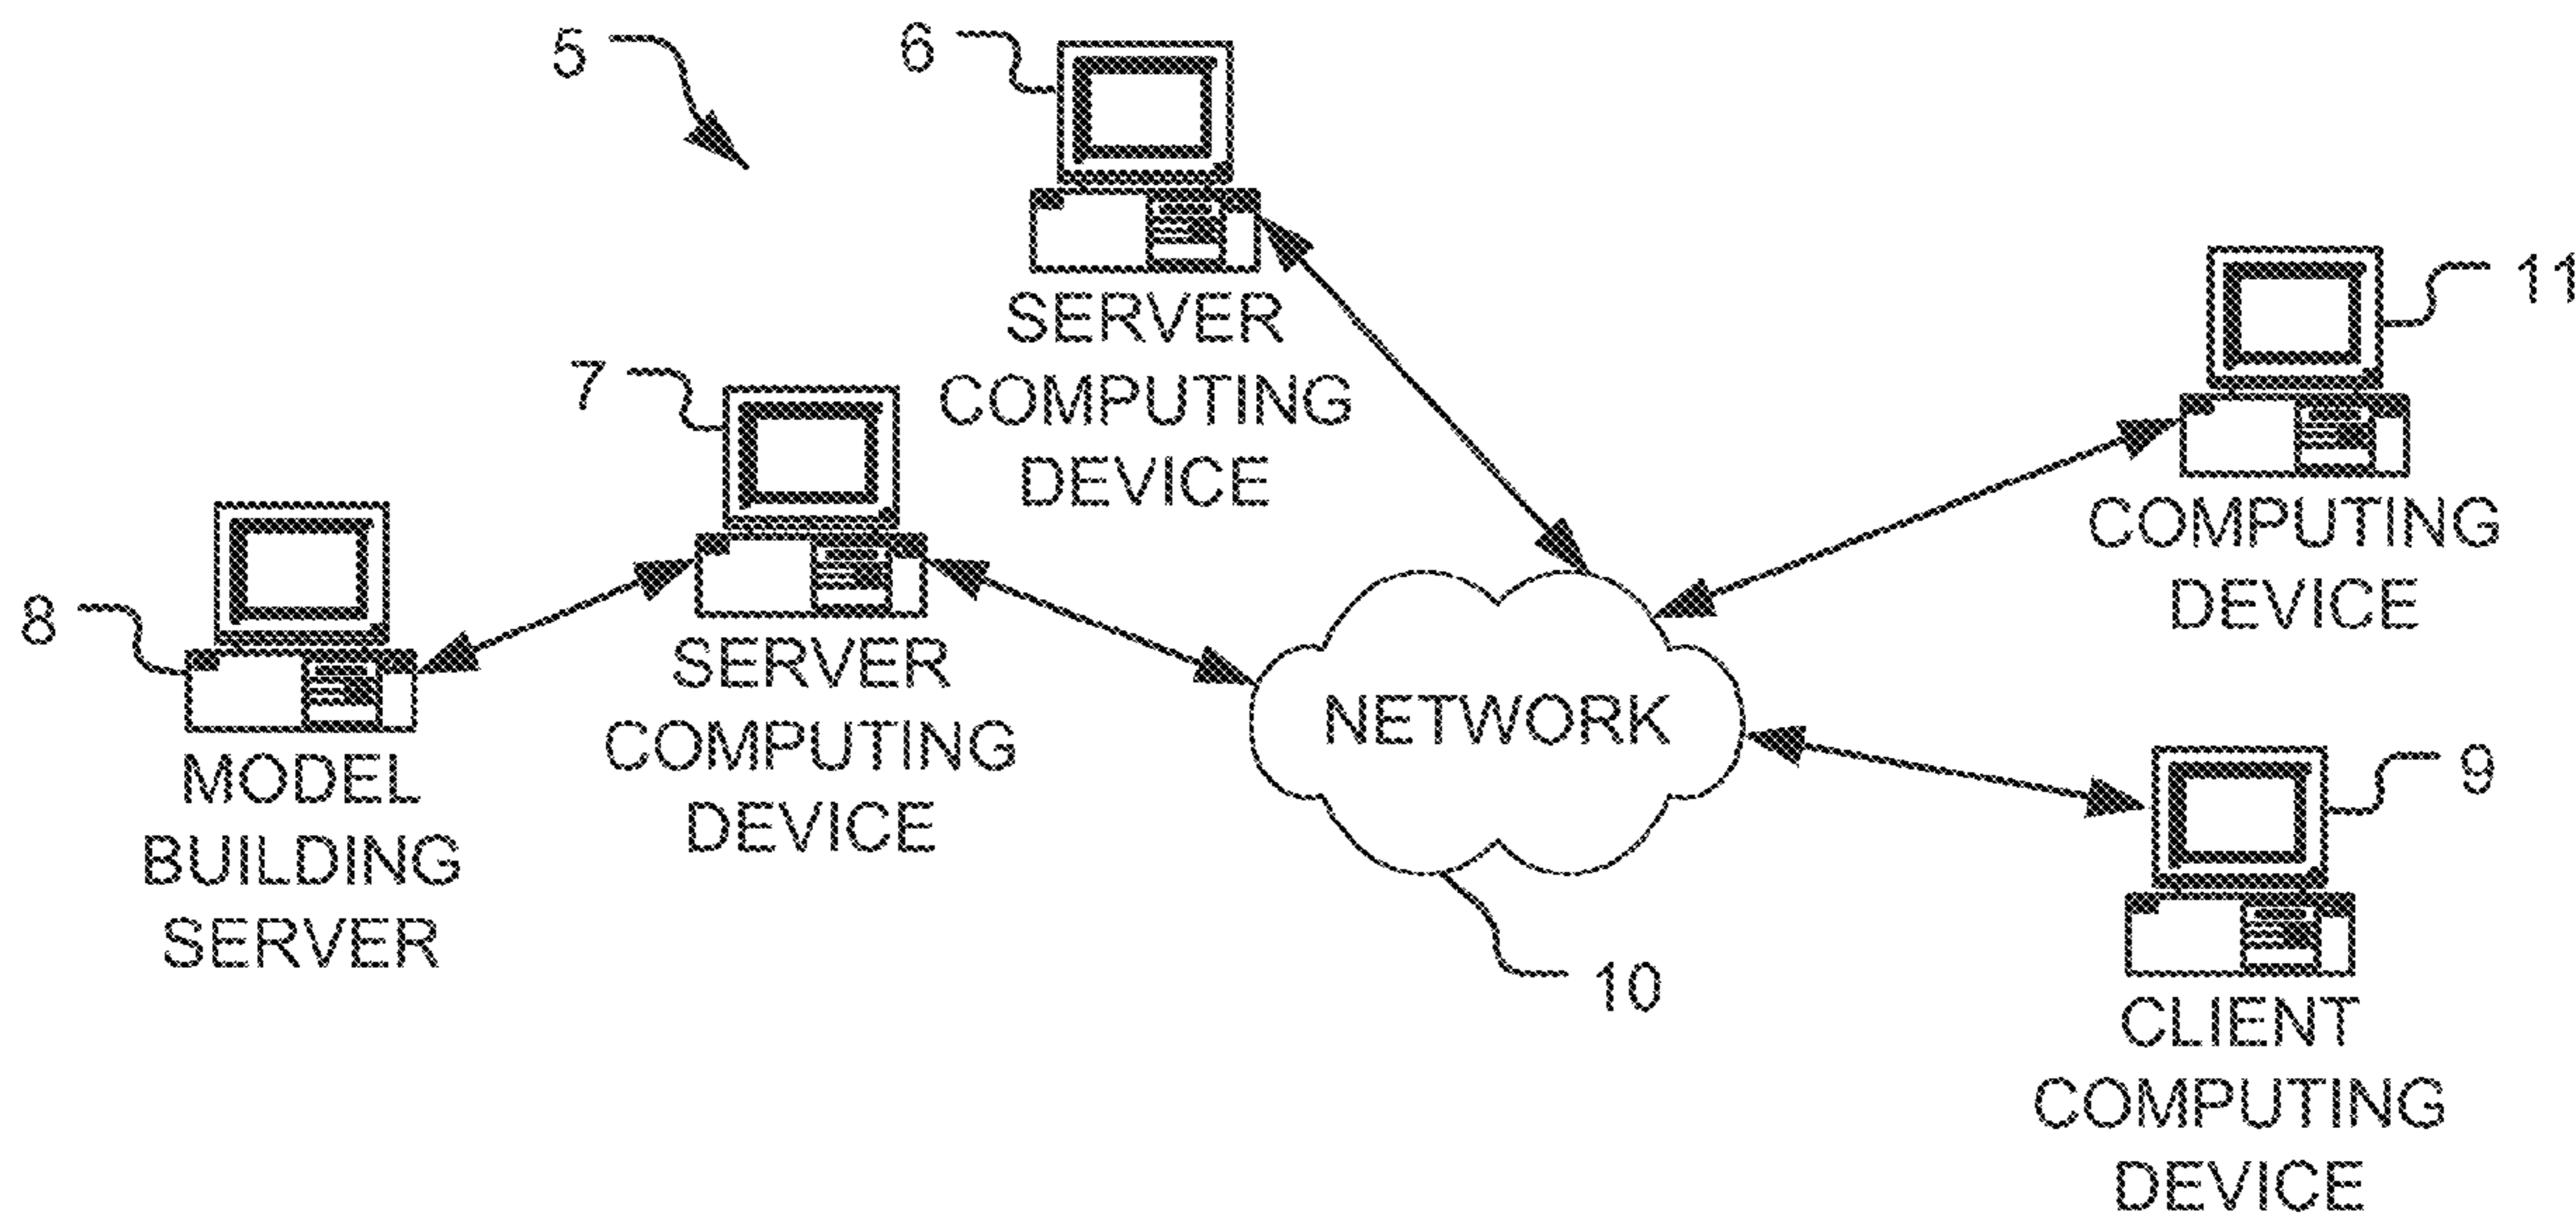 5
6
SERVER
COMPUTING
DEVICE
11
COMPUTING
DEVICE
7
SERVER
COMPUTING
DEVICE
8
MODEL
BUILDING
SERVER
NETWORK
10
9
CLIENT
COMPUTING
DEVICE